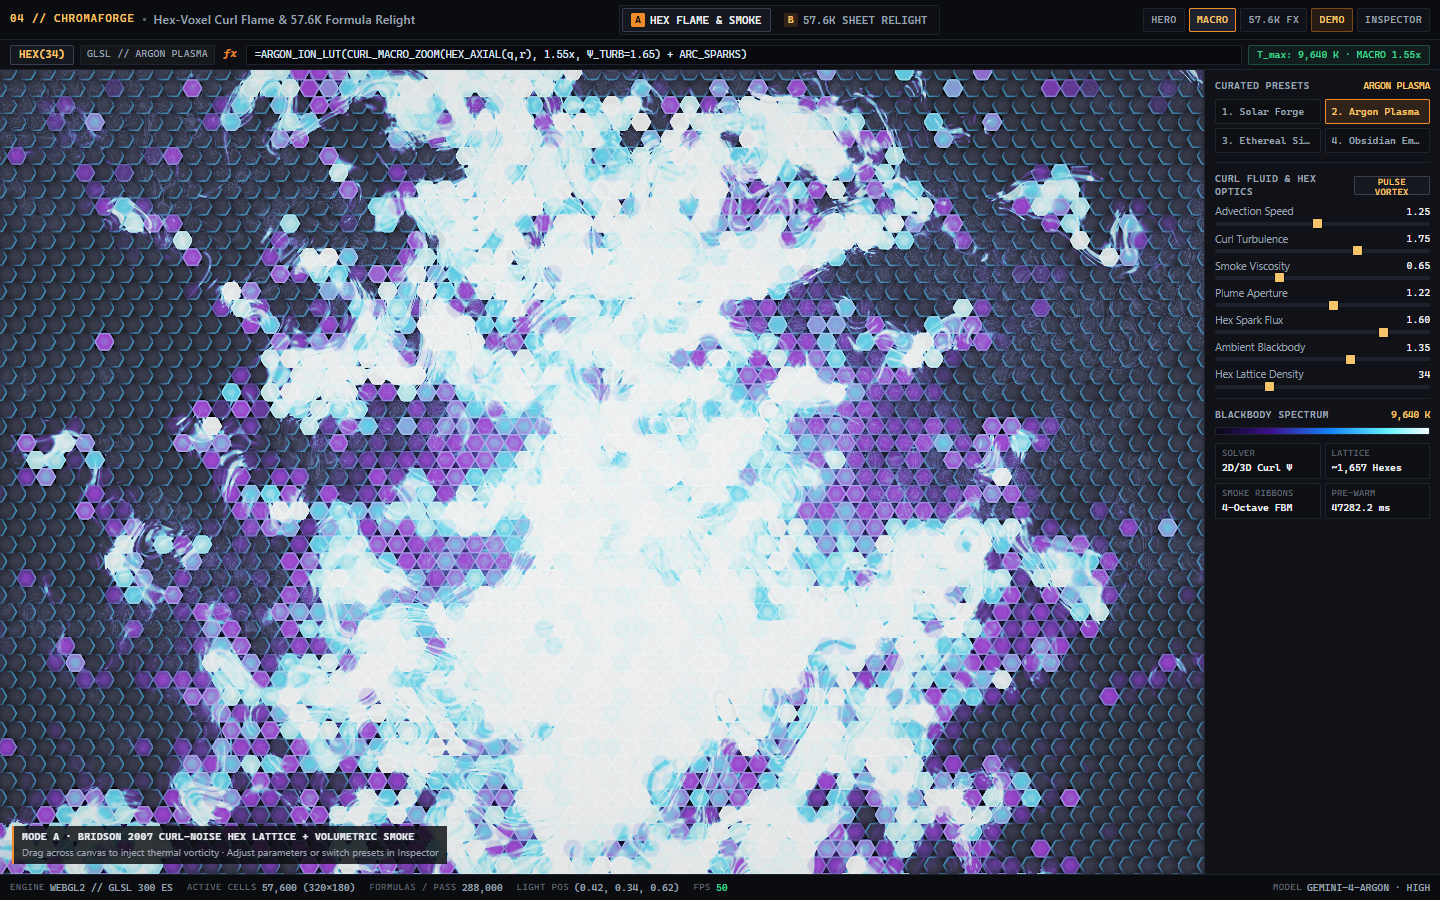 04 // CHROMAFORGE • Hex-Voxel Curl Flame & 57.6K Formula Relight
A HEX FLAME & SMOKE
B 57.6K SHEET RELIGHT
HERO
MACRO
57.6K FX
DEMO
INSPECTOR
HEX(34)
GLSL // ARGON PLASMA
fx
=ARGON_ION_LUT(CURL_MACRO_ZOOM(HEX_AXIAL(q,r), 1.55x, Ψ_TURB=1.65) + ARC_SPARKS)
T_max: 9,640 K · MACRO 1.55x
CURATED PRESETS
ARGON PLASMA
1. Solar Forge
2. Argon Plasma
3. Ethereal Si…
4. Obsidian Em…
CURL FLUID & HEX
OPTICS
PULSE
VORTEX
Advection Speed 1.25
Curl Turbulence 1.75
Smoke Viscosity 0.65
Plume Aperture 1.22
Hex Spark Flux 1.60
Ambient Blackbody 1.35
Hex Lattice Density 34
BLACKBODY SPECTRUM 9,640 K
SOLVER
2D/3D Curl Ψ
LATTICE
~1,657 Hexes
SMOKE RIBBONS
4-Octave FBM
PRE-WARM
47282.2 ms
MODE A · BRIDSON 2007 CURL-NOISE HEX LATTICE + VOLUMETRIC SMOKE
Drag across canvas to inject thermal vorticity · Adjust parameters or switch presets in Inspector
ENGINE WEBGL2 // GLSL 300 ES
ACTIVE CELLS 57,600 (320×180)
FORMULAS / PASS 288,000
LIGHT POS (0.42, 0.34, 0.62)
FPS 50
MODEL GEMINI-4-ARGON · HIGH